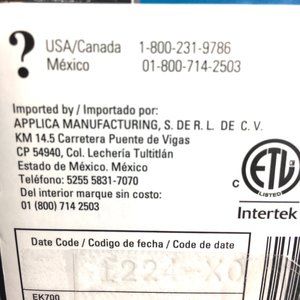 ?
USA/Canada 1-800-231-9786
México 01-800-714-2503
Imported by / Importado por:
APPLICA MANUFACTURING, S. DE R. L. DE C. V.
KM 14.5 Carretera Puente de Vigas
CP 54940, Col. Lechería Tultitlán
Estado de México. México
Teléfono: 5255 5831-7070
Del interior marque sin costo:
01 (800) 714 2503
C ETL
LISTED
Intertek
Date Code / Codigo de fecha / Code de date
EK700